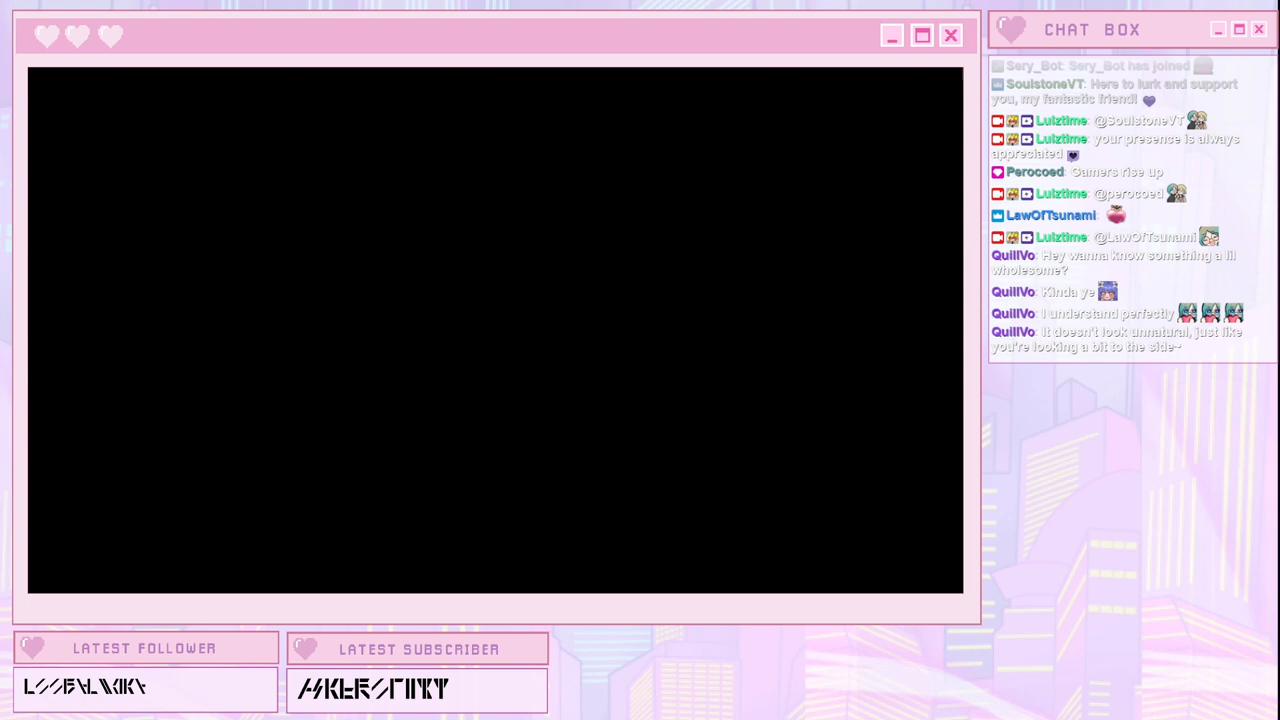 CHAT BOX
Sery_Bot: Sery_Bot has joined
SoulstoneVT: Here to lurk and support
you, my fantastic friend!
Luiztime: @SoulstoneVT
Luiztime: your presence is always
appreciated
Perocoed: Gamers rise up
Luiztime: @perocoed
LawOfTsunami:
Luiztime: @LawOfTsunami
QuillVo: Hey wanna know something a lil
wholesome?
QuillVo: Kinda ye
QuillVo: I understand perfectly
QuillVo: It doesn't look unnatural, just like
you're looking a bit to the side~
LATEST FOLLOWER
LATEST SUBSCRIBER